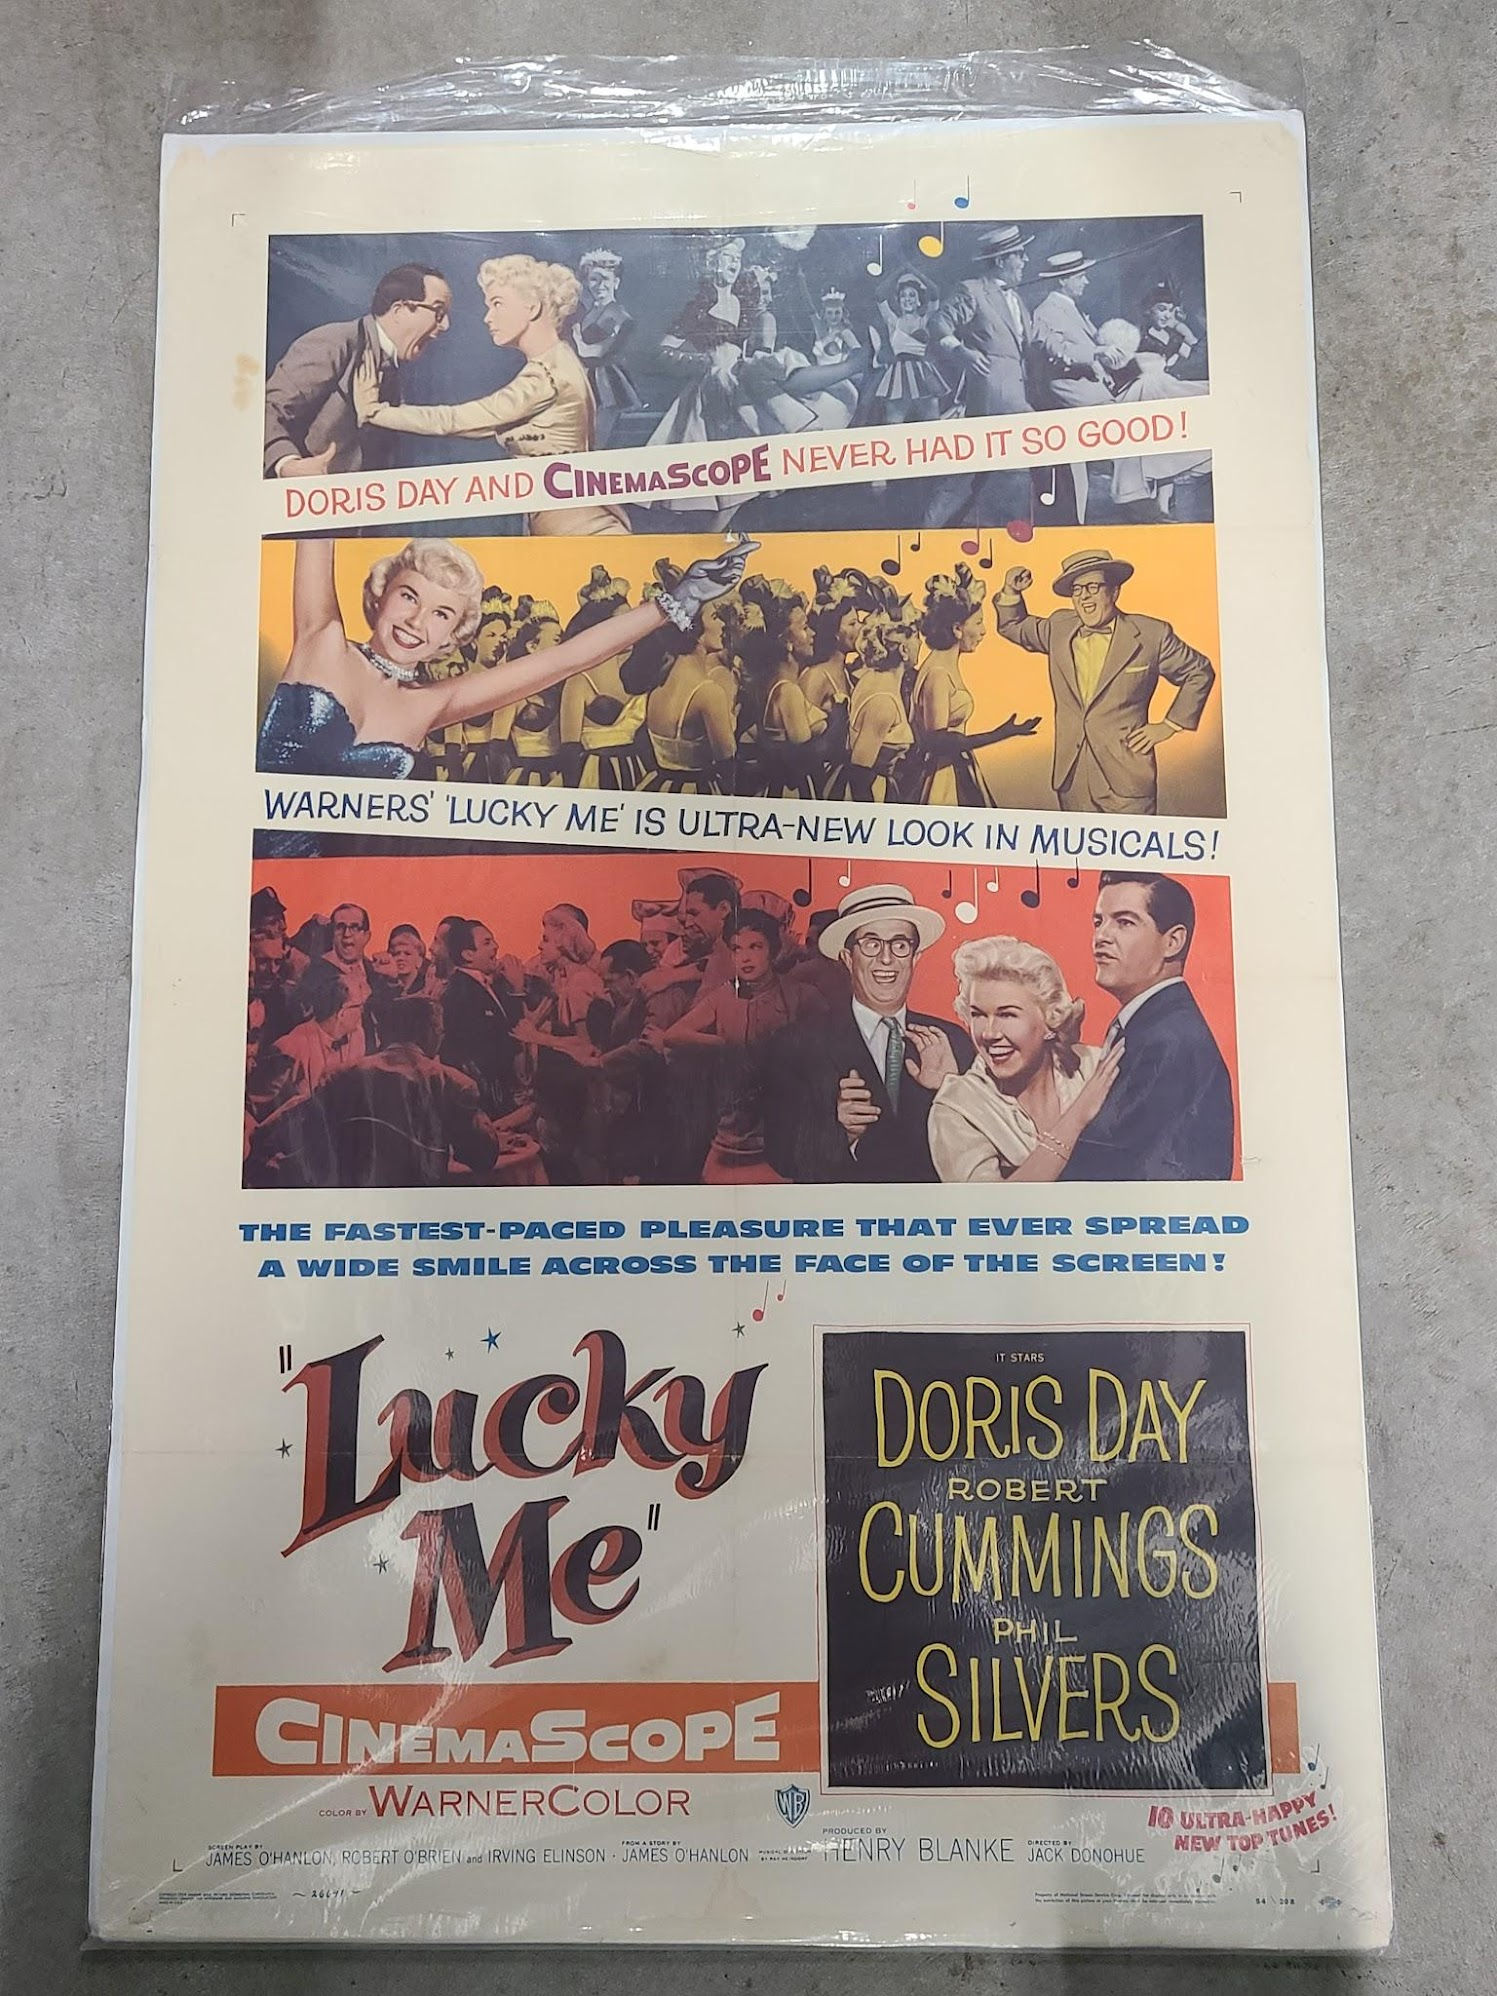 DORIS DAY AND CINEMASCOPE NEVER HAD IT SO GOOD!
WARNERS' 'LUCKY ME' IS ULTRA-NEW LOOK IN MUSICALS!
THE FASTEST-PACED PLEASURE THAT EVER SPREAD
A WIDE SMILE ACROSS THE FACE OF THE SCREEN!
"Lucky
Me"
IT STARS
DORIS DAY
ROBERT
CUMMINGS
PHIL
SILVERS
CINEMASCOPE
COLOR BY WARNERCOLOR
WB
10 ULTRA-HAPPY
NEW TOP TUNES!
SCREEN PLAY BY
JAMES O'HANLON, ROBERT O'BRIEN and IRVING ELINSON ·
FROM A STORY BY
JAMES O'HANLON
PRODUCED BY
HENRY BLANKE
DIRECTED BY
JACK DONOHUE
54 208